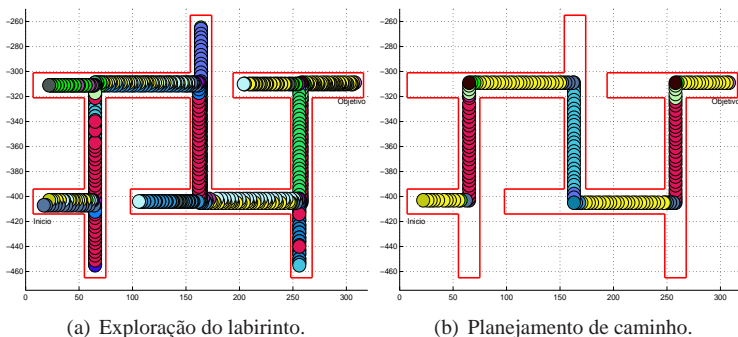 −260
−280
−300
−320
−340
−360
−380
−400
−420
−440
−460
0 50 100 150 200 250 300
Inicio
Objetivo
−260
−280
−300
−320
−340
−360
−380
−400
−420
−440
−460
0 50 100 150 200 250 300
Inicio
Objetivo
(a) Exploração do labirinto.
(b) Planejamento de caminho.